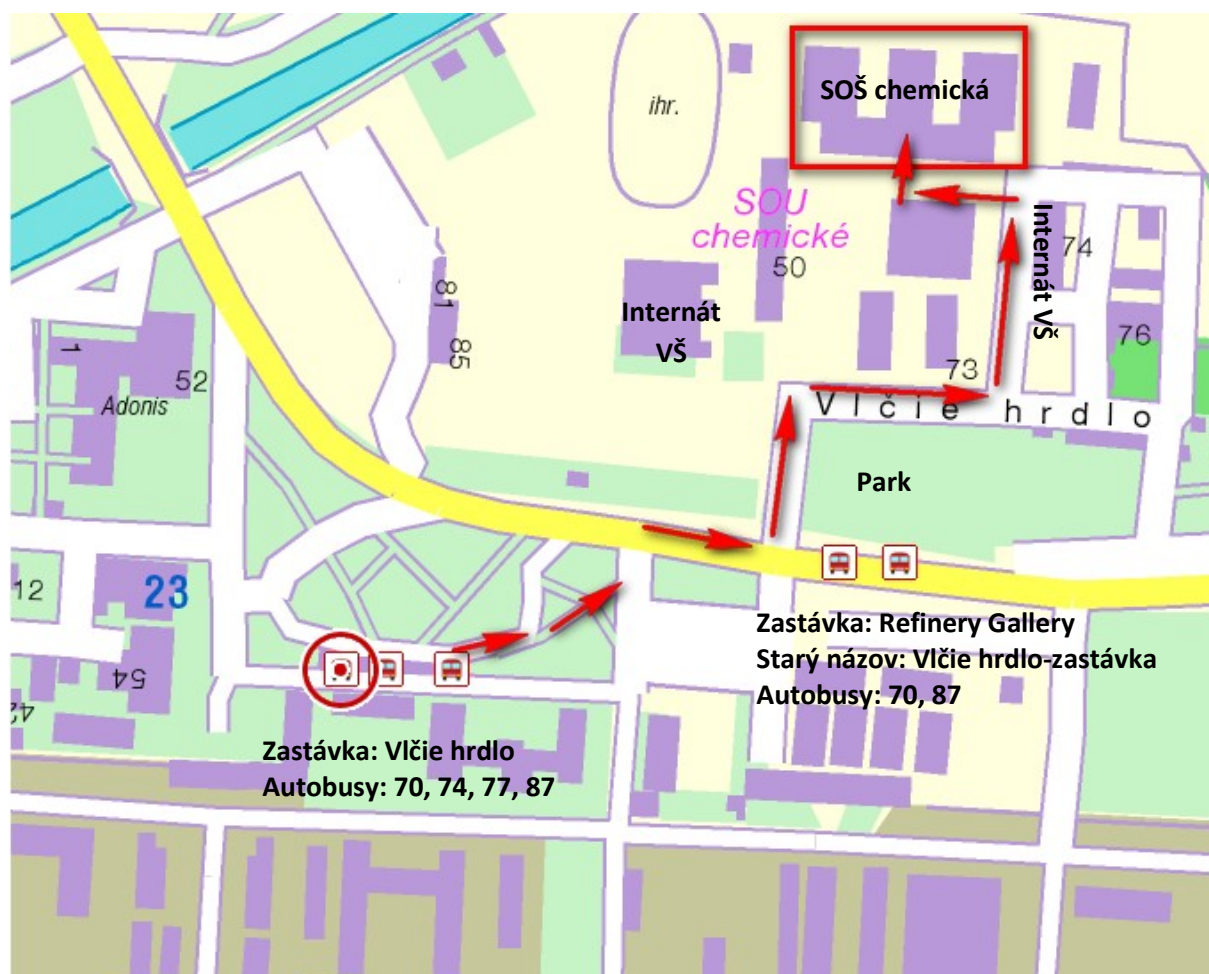 SOŠ chemická
ihr.
SOU
chemické
50
Internát
VŠ
Internát VŠ
74
76
73
81
85
1
52
Adonis
Vlčie hrdlo
Park
12
23
54
42
Zastávka: Refinery Gallery
Starý názov: Vlčie hrdlo-zastávka
Autobusy: 70, 87
Zastávka: Vlčie hrdlo
Autobusy: 70, 74, 77, 87